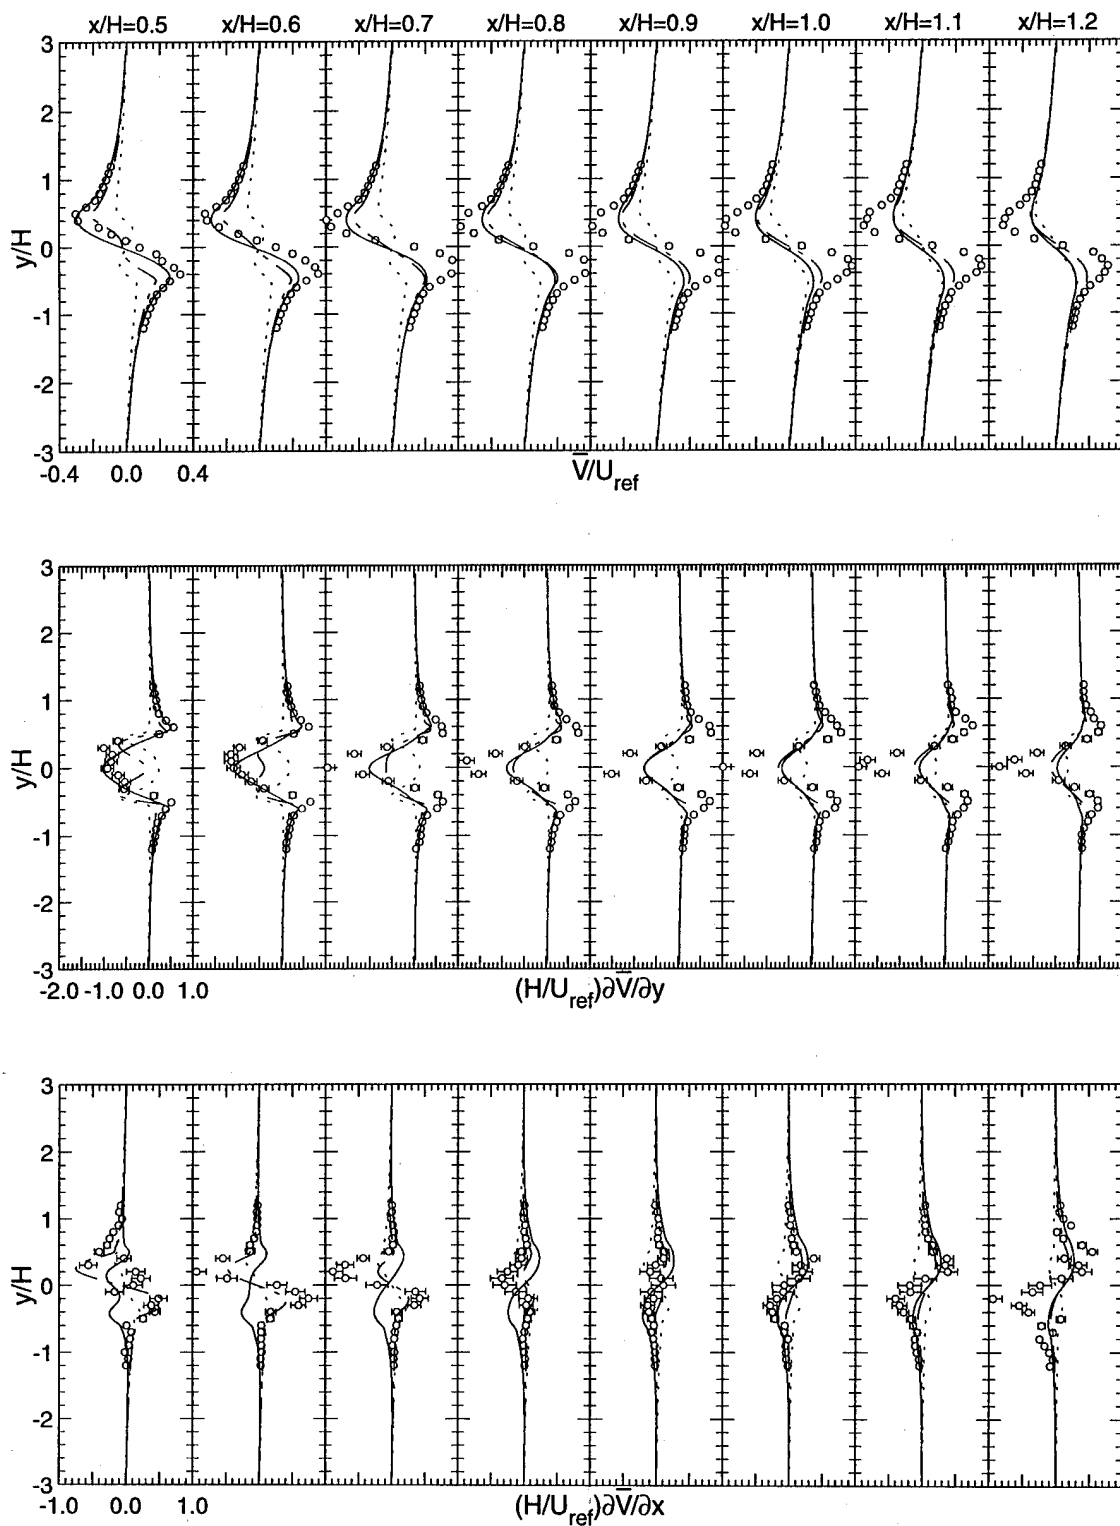 x/H=0.5 x/H=0.6 x/H=0.7 x/H=0.8 x/H=0.9 x/H=1.0 x/H=1.1 x/H=1.2
3
2
1
0
-1
-2
-3
y/H
-0.4 0.0 0.4
V̅/U_ref
3
2
1
0
-1
-2
-3
y/H
-2.0 -1.0 0.0 1.0
(H/U_ref)∂V̅/∂y
3
2
1
0
-1
-2
-3
y/H
-1.0 0.0 1.0
(H/U_ref)∂V̅/∂x